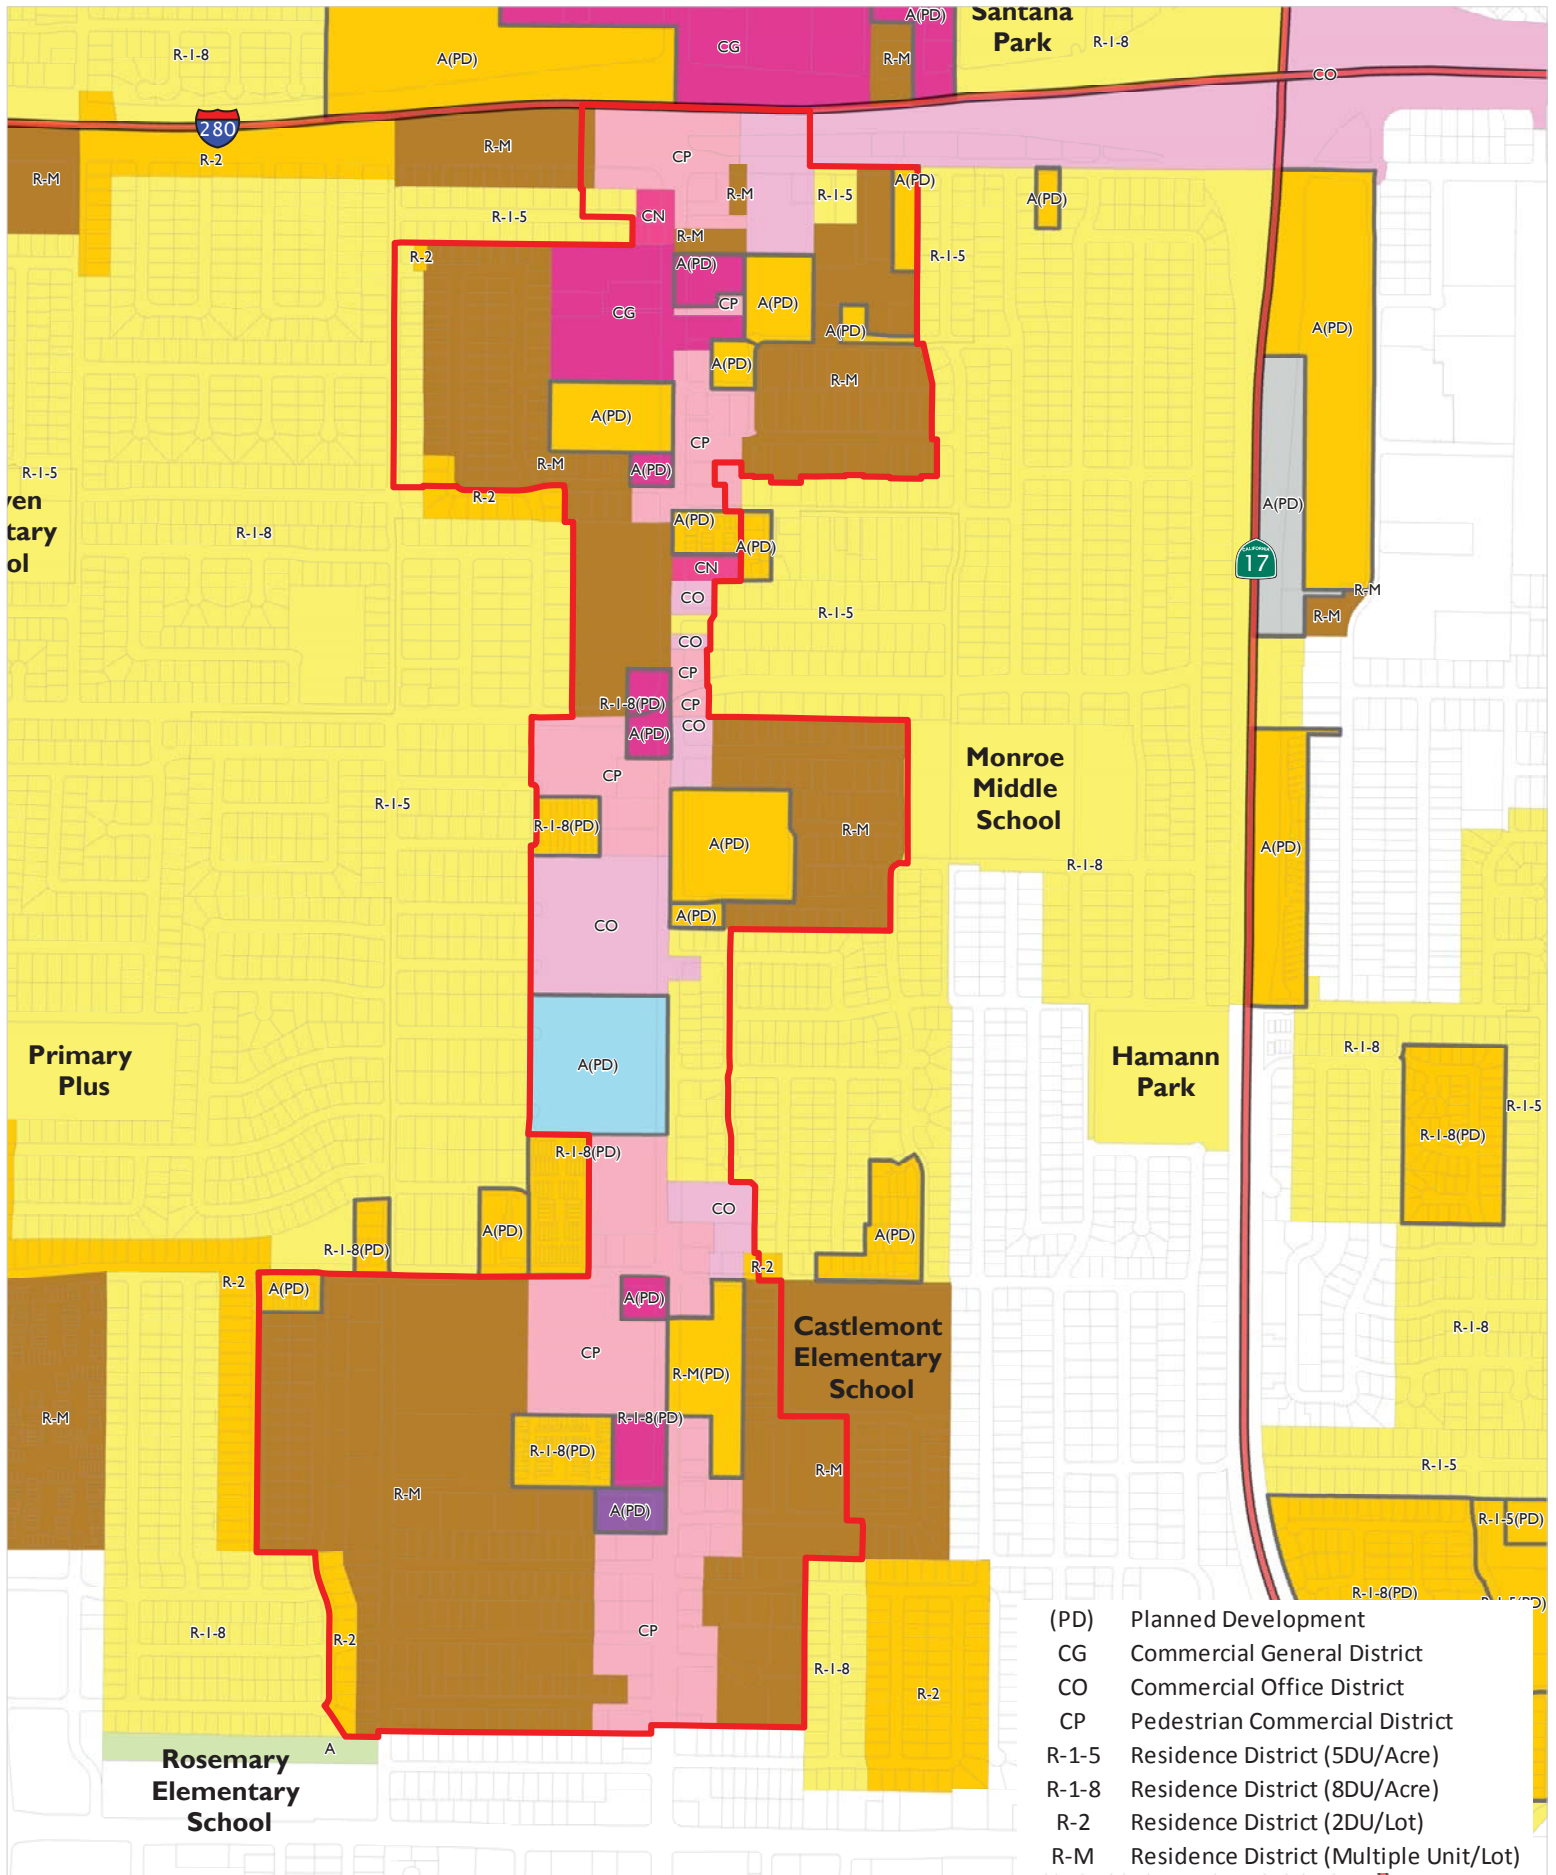 A(PD)
Santana
Park
R-1-8
A(PD)
CG
R-M
R-1-8
CO
280
R-2
R-M
R-M
CP
R-M
R-1-5
A(PD)
A(PD)
R-1-5
CN
R-M
R-1-5
R-2
A(PD)
CG
CP
A(PD)
A(PD)
A(PD)
A(PD)
R-M
A(PD)
CP
R-M
A(PD)
R-1-5
R-2
A(PD)
ven
tary
ol
R-1-8
A(PD)
A(PD)
CN
CALIFORNIA
17
R-M
R-M
CO
R-1-5
CO
CP
R-1-8(PD)
CP
CO
A(PD)
CP
Monroe
Middle
School
R-1-5
R-1-8(PD)
A(PD)
R-M
A(PD)
R-1-8
A(PD)
CO
Primary
Plus
A(PD)
Hamann
Park
R-1-8
R-1-5
R-1-8(PD)
R-1-8(PD)
CO
A(PD)
A(PD)
R-1-8(PD)
R-2
R-2
A(PD)
A(PD)
Castlemont
Elementary
School
R-1-8
CP
R-M(PD)
R-M
R-1-8(PD)
R-1-8(PD)
R-1-5
R-M
R-M
A(PD)
R-1-5(PD)
R-1-8(PD)
R-1-8
R-2
CP
R-1-8
R-2
A
Rosemary
Elementary
School
(PD) Planned Development
CG Commercial General District
CO Commercial Office District
CP Pedestrian Commercial District
R-1-5 Residence District (5DU/Acre)
R-1-8 Residence District (8DU/Acre)
R-2 Residence District (2DU/Lot)
R-M Residence District (Multiple Unit/Lot)